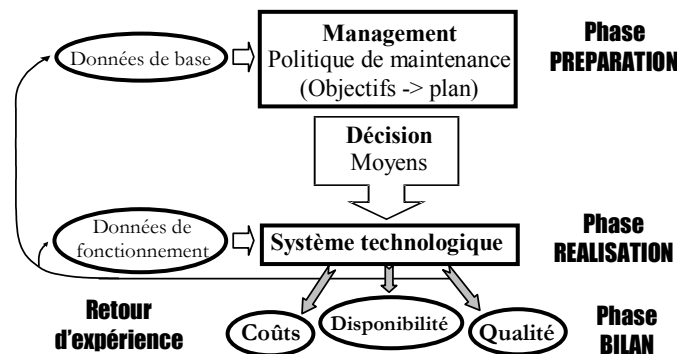 Données de base
Management
Politique de maintenance
(Objectifs -> plan)
Phase
PREPARATION
Décision
Moyens
Données de
fonctionnement
Système technologique
Phase
REALISATION
Retour
d'expérience
Coûts
Disponibilité
Qualité
Phase
BILAN